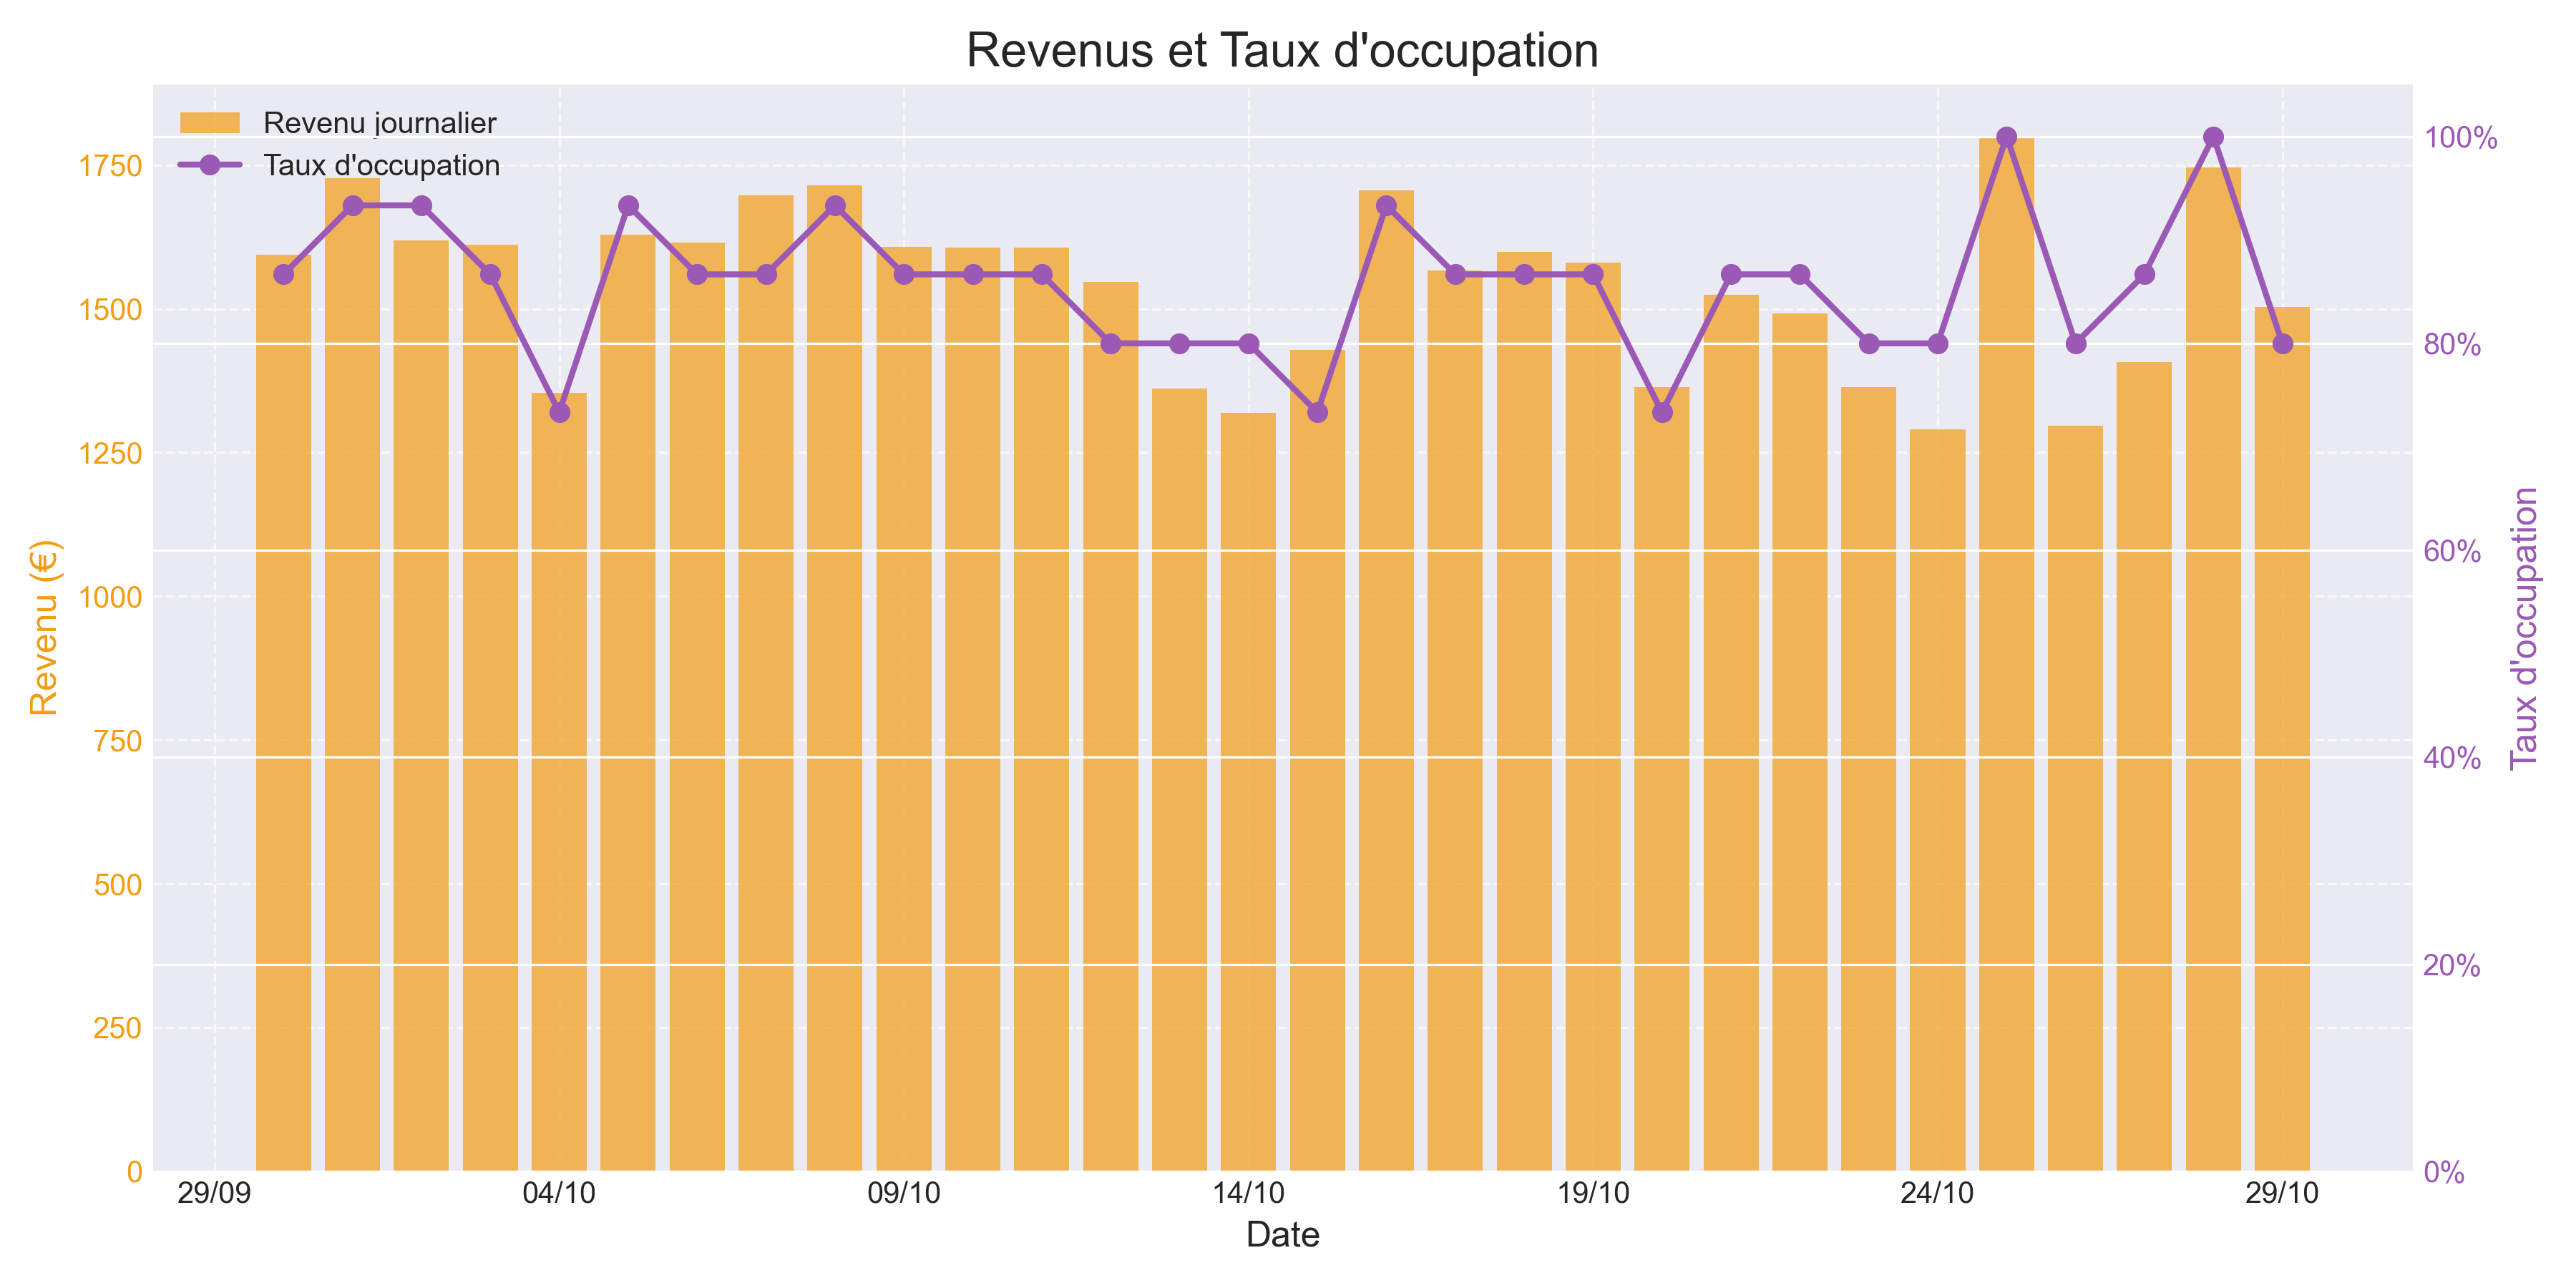 Revenus et Taux d'occupation
Revenu journalier
Taux d'occupation
1750
1500
1250
1000
750
500
250
0
Revenu (€)
100%
80%
60%
40%
20%
0%
Taux d'occupation
29/09 04/10 09/10 14/10 19/10 24/10 29/10
Date